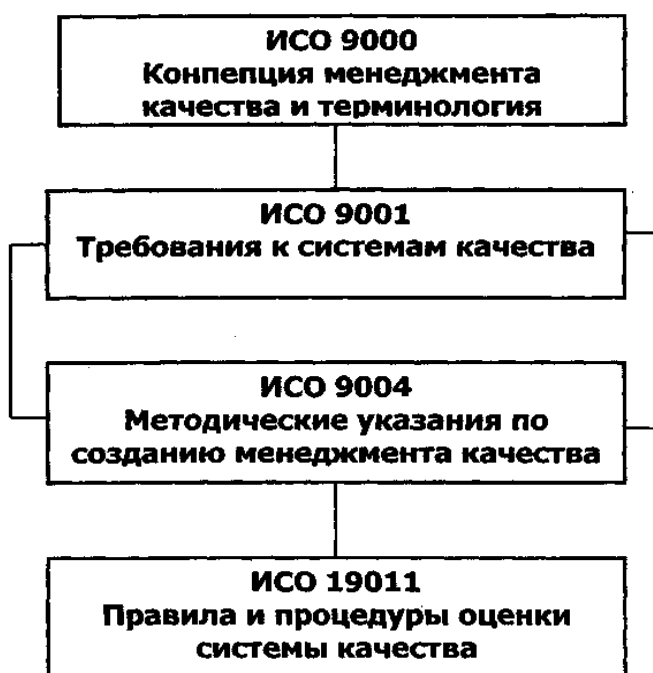 ИСО 9000
Конпепция менеджмента
качества и терминология
ИСО 9001
Требования к системам качества
ИСО 9004
Методические указания по
созданию менеджмента качества
ИСО 19011
Правила и процедуры оценки
системы качества